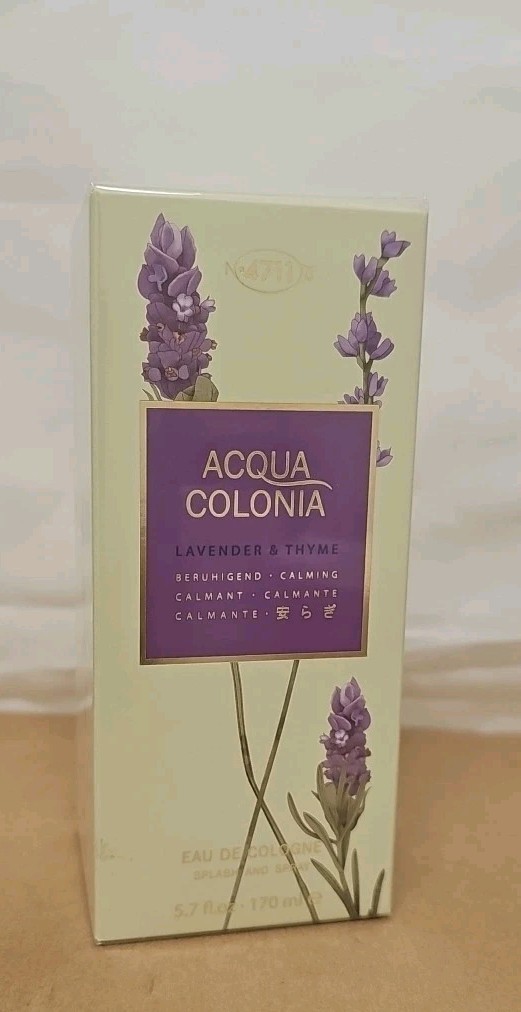 Nº 4711
ACQUA
COLONIA
LAVENDER & THYME
BERUHIGEND · CALMING
CALMANT · CALMANTE
CALMANTE · 安らぎ
EAU DE COLOGNE
SPLASH AND SPRAY
5.7 fl.oz · 170 ml e